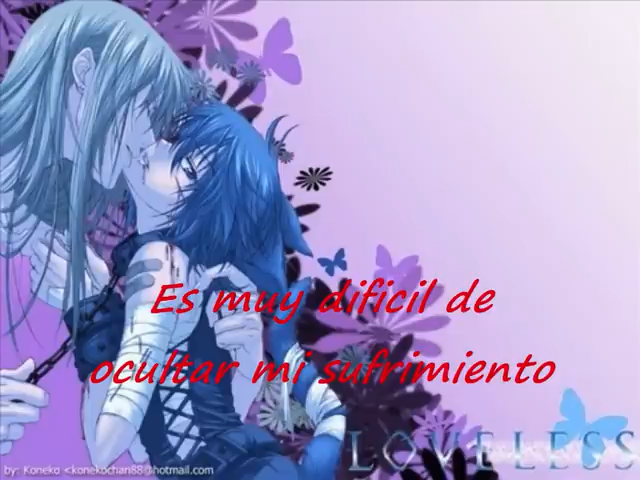 Es muy dificil de
ocultar mi sufrimiento
LOVELESS
by: Koneko <konekochan88@hotmail.com